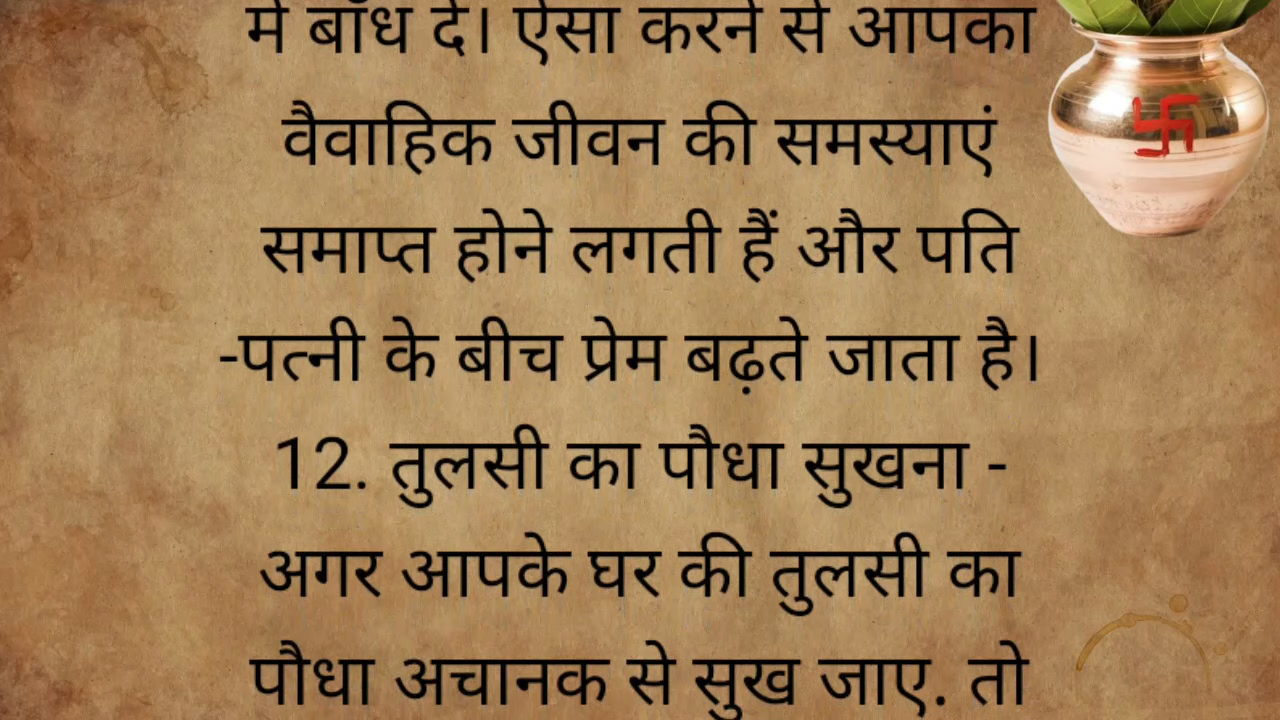 में बाँध दें। ऐसा करने से आपका
वैवाहिक जीवन की समस्याएं
समाप्त होने लगती हैं और पति
-पत्नी के बीच प्रेम बढ़ते जाता है।
12. तुलसी का पौधा सुखना -
अगर आपके घर की तुलसी का
पौधा अचानक से सुख जाए. तो